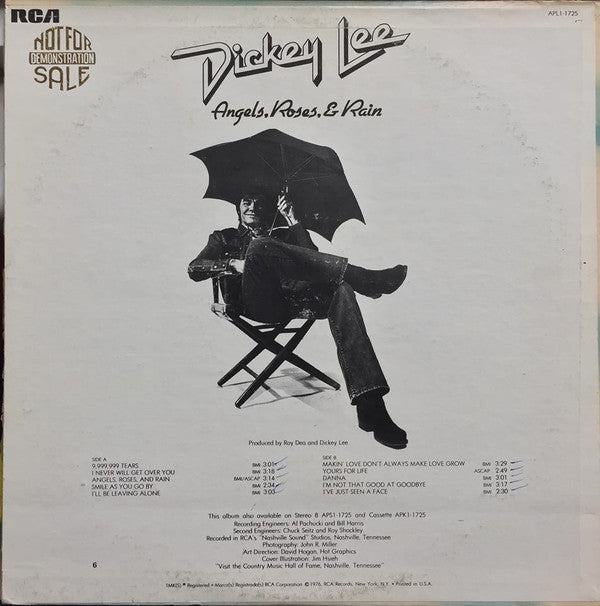 RCA
APL1-1725
NOT FOR
DEMONSTRATION
SALE
Dickey Lee
Angels, Roses, & Rain
Produced by Roy Dea and Dickey Lee
SIDE A
9,999,999 TEARS BMI 3:01
I NEVER WILL GET OVER YOU BMI 3:18
ANGELS, ROSES, AND RAIN BMI/ASCAP 3:14
SMILE AS YOU GO BY BMI 2:34
I'LL BE LEAVING ALONE BMI 3:03
SIDE B
MAKIN' LOVE DON'T ALWAYS MAKE LOVE GROW BMI 3:29
YOURS FOR LIFE ASCAP 2:49
DANNA BMI 3:01
I'M NOT THAT GOOD AT GOODBYE BMI 3:17
I'VE JUST SEEN A FACE BMI 2:30
This album also available on Stereo 8 APS1-1725 and Cassette APK1-1725
Recording Engineers: Al Pachucki and Bill Harris
Second Engineers: Chuck Seitz and Roy Shockley
Recorded in RCA's "Nashville Sound" Studios, Nashville, Tennessee
Photography: John R. Miller
Art Direction: David Hogan, Hot Graphics
Cover Illustration: Jim Hsieh
"Visit the Country Music Hall of Fame, Nashville, Tennessee"
6
TMK(S) ® Registered • Marca(s) Registrada(s) RCA Corporation © 1976, RCA Records, New York, N.Y. • Printed in U.S.A.